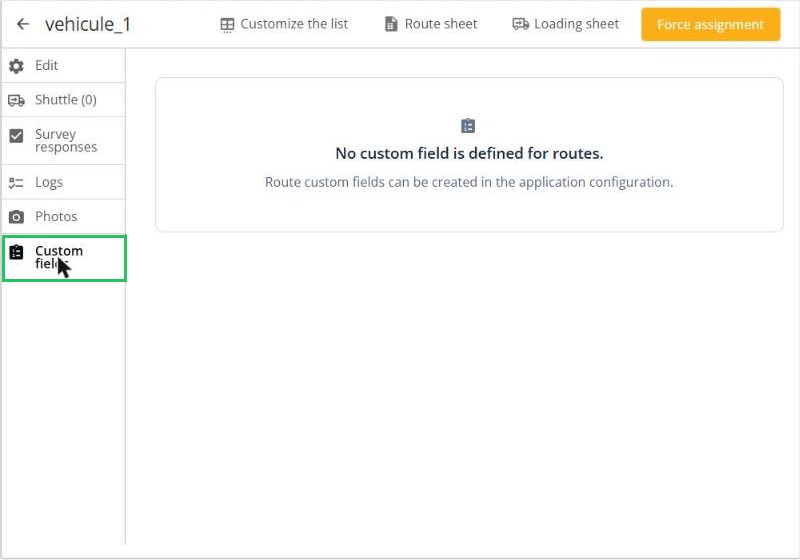 vehicule_1
Customize the list
Route sheet
Loading sheet
Force assignment
Edit
Shuttle (0)
Survey
responses
Logs
Photos
Custom
fields
No custom field is defined for routes.
Route custom fields can be created in the application configuration.